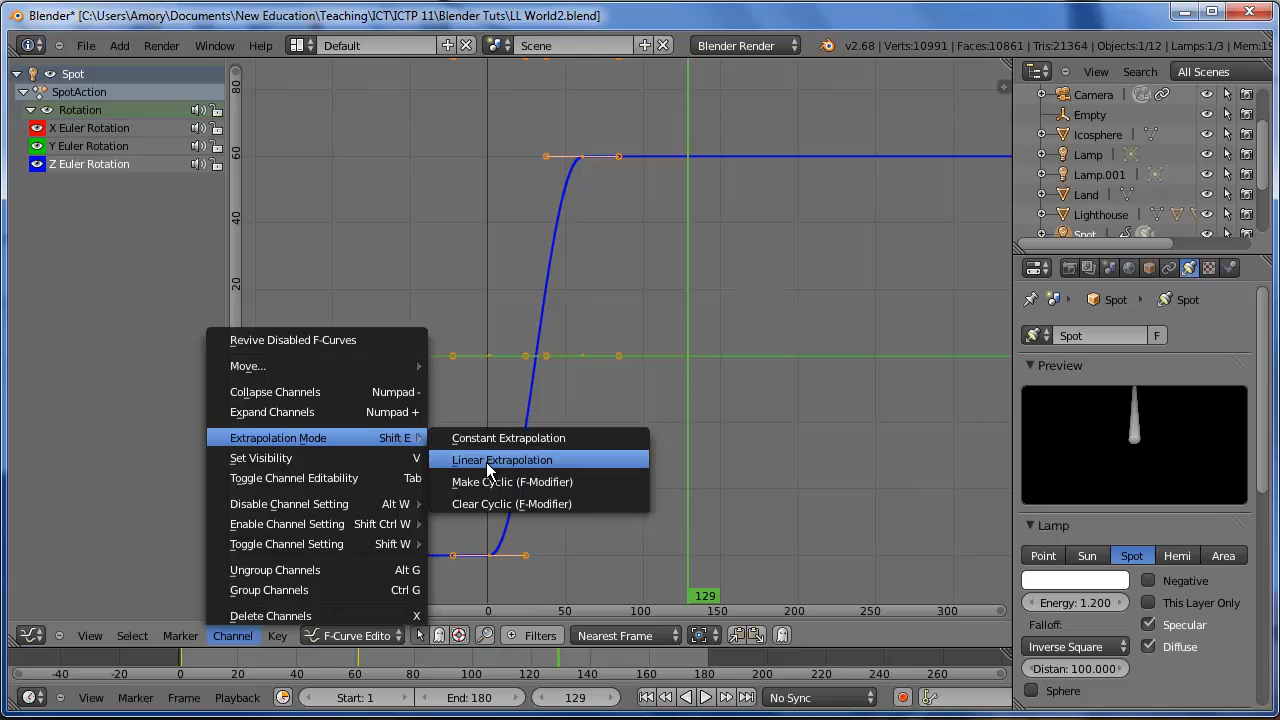 Blender* [C:\Users\Amory\Documents\New Education\Teaching\ICT\ICTP 11\Blender Tuts\LL World2.blend]
File Add Render Window Help Default Scene Blender Render v2.68 | Verts:10991 | Faces:10861 | Tris:21364 | Objects:1/12 | Lamps:1/3 | Mem:19
Spot
SpotAction
Rotation
X Euler Rotation
Y Euler Rotation
Z Euler Rotation
80
60
40
20
View Search All Scenes
Camera
Empty
Icosphere
Lamp
Lamp.001
Land
Lighthouse
Spot
Spot Spot
Spot F
Preview
Lamp
Point Sun Spot Hemi Area
Negative
Energy: 1.200 This Layer Only
Falloff: Specular
Inverse Square Diffuse
Distan: 100.000
Sphere
Revive Disabled F-Curves
Move...
Collapse Channels Numpad -
Expand Channels Numpad +
Extrapolation Mode Shift E
Set Visibility V
Toggle Channel Editability Tab
Disable Channel Setting Alt W
Enable Channel Setting Shift Ctrl W
Toggle Channel Setting Shift W
Ungroup Channels Alt G
Group Channels Ctrl G
Delete Channels X
Constant Extrapolation
Linear Extrapolation
Make Cyclic (F-Modifier)
Clear Cyclic (F-Modifier)
129
0 50 100 150 200 250 300
View Select Marker Channel Key F-Curve Edito Filters Nearest Frame
-40 -20 0 20 40 60 80 100 120 140 160 180 200 220 240 260
View Marker Frame Playback Start: 1 End: 180 129 No Sync